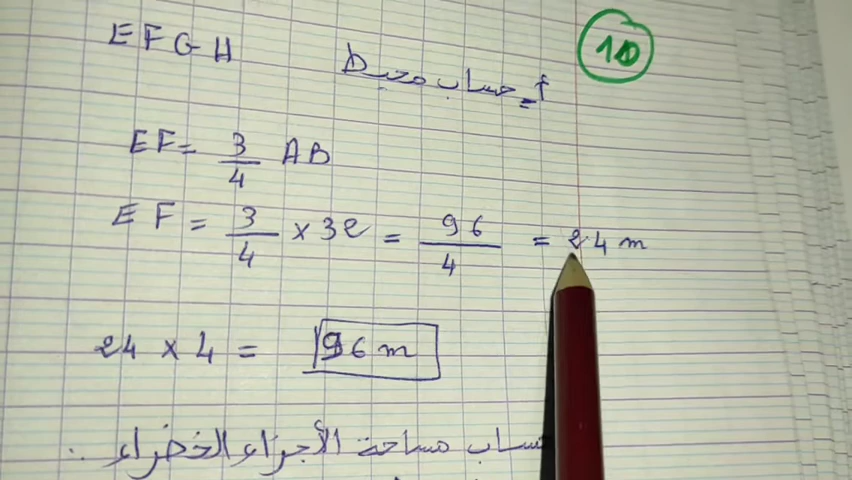 10
أ - حساب محيط EFGH
EF = 3/4 AB
EF = 3/4 × 32 = 96/4 = 24 m
24 × 4 = 96 m
حساب مساحة الأجزاء الخضراء :